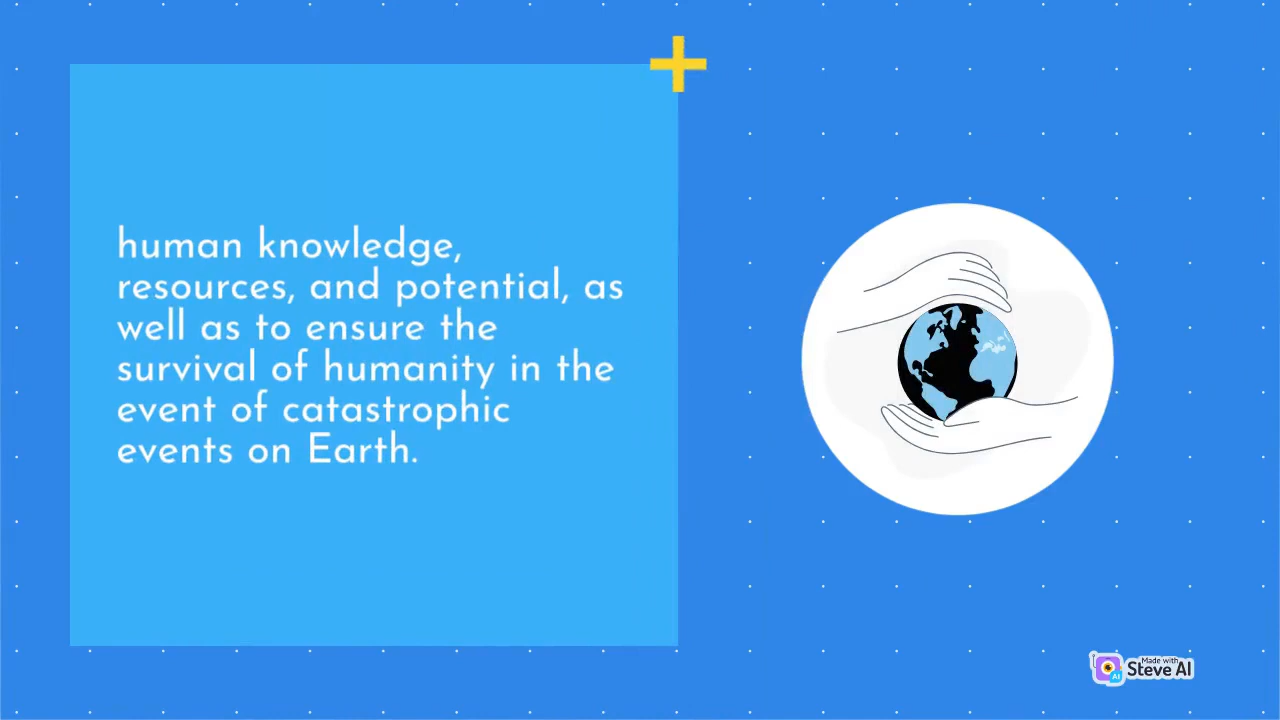 human knowledge,
resources, and potential, as
well as to ensure the
survival of humanity in the
event of catastrophic
events on Earth.
Made with
Steve AI
AI